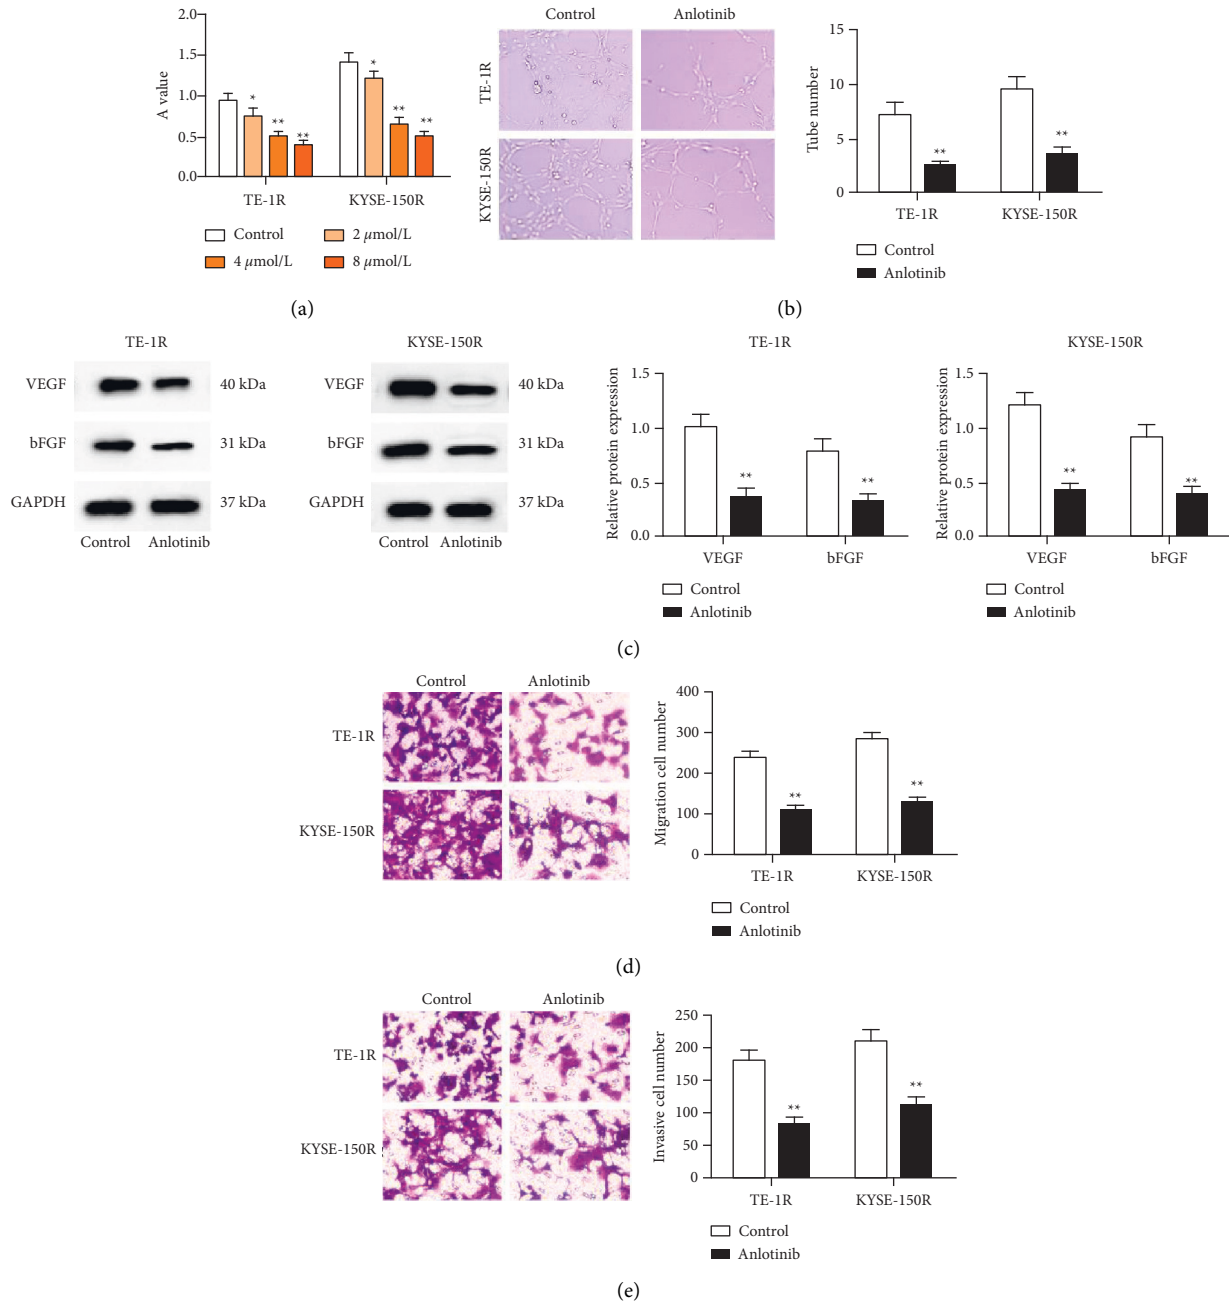 2.0
1.5
1.0
0.5
0.0
A value
*
**
**
*
**
**
TE-1R
KYSE-150R
Control
2 µmol/L
4 µmol/L
8 µmol/L
(a)
Control
Anlotinib
TE-1R
KYSE-150R
15
10
5
0
Tube number
**
**
TE-1R
KYSE-150R
Control
Anlotinib
(b)
TE-1R
VEGF
40 kDa
bFGF
31 kDa
GAPDH
37 kDa
Control
Anlotinib
KYSE-150R
VEGF
40 kDa
bFGF
31 kDa
GAPDH
37 kDa
Control
Anlotinib
TE-1R
1.5
1.0
0.5
0.0
Relative protein expression
**
**
VEGF
bFGF
Control
Anlotinib
KYSE-150R
1.5
1.0
0.5
0.0
Relative protein expression
**
**
VEGF
bFGF
Control
Anlotinib
(c)
Control
Anlotinib
TE-1R
KYSE-150R
400
300
200
100
0
Migration cell number
**
**
TE-1R
KYSE-150R
Control
Anlotinib
(d)
Control
Anlotinib
TE-1R
KYSE-150R
250
200
150
100
50
0
Invasive cell number
**
**
TE-1R
KYSE-150R
Control
Anlotinib
(e)